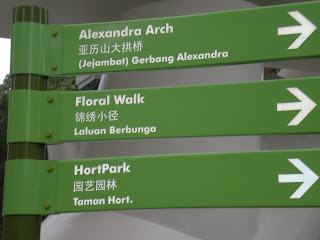 Alexandra Arch
亚历山大拱桥
(Jejambat) Gerbang Alexandra
Floral Walk
锦绣小径
Laluan Berbunga
HortPark
园艺园林
Taman Hort.